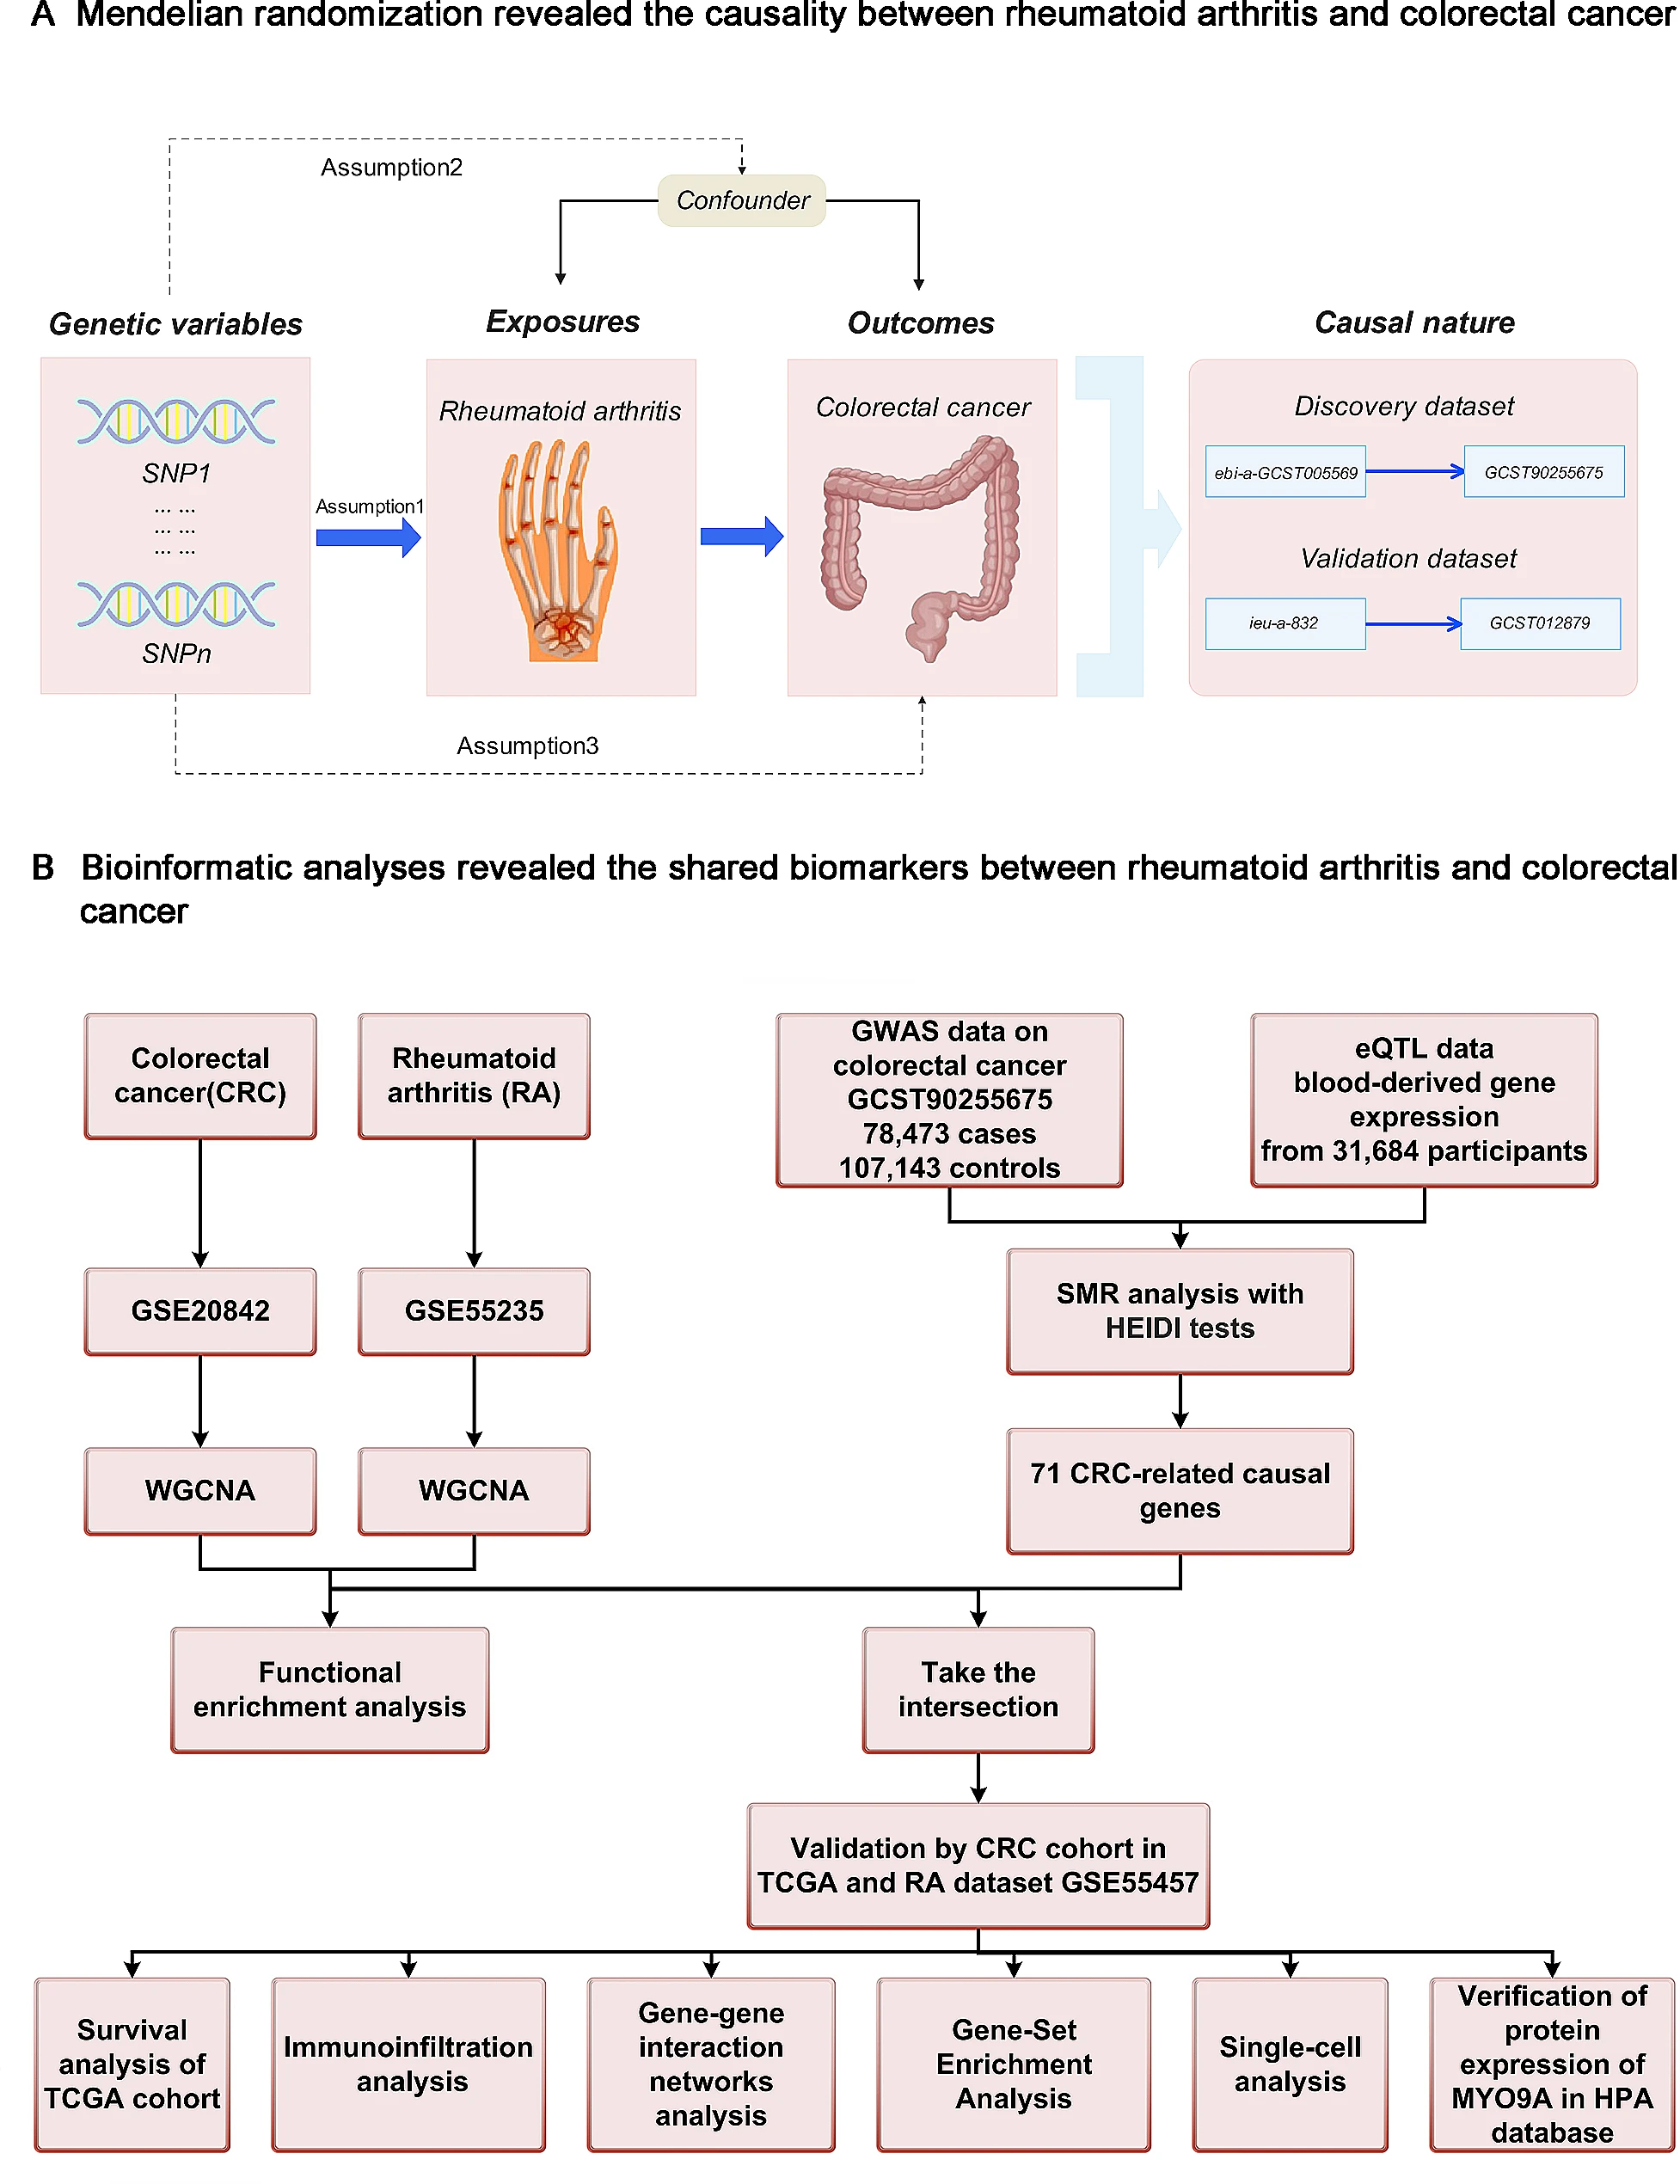 A Mendelian randomization revealed the causality between rheumatoid arthritis and colorectal cancer
Assumption2
Confounder
Genetic variables
Exposures
Outcomes
Causal nature
SNP1
... ...
... ...
... ...
SNPn
Assumption1
Rheumatoid arthritis
Colorectal cancer
Discovery dataset
ebi-a-GCST005569
GCST90255675
Validation dataset
ieu-a-832
GCST012879
Assumption3
B Bioinformatic analyses revealed the shared biomarkers between rheumatoid arthritis and colorectal
cancer
Colorectal
cancer(CRC)
Rheumatoid
arthritis (RA)
GWAS data on
colorectal cancer
GCST90255675
78,473 cases
107,143 controls
eQTL data
blood-derived gene
expression
from 31,684 participants
GSE20842
GSE55235
SMR analysis with
HEIDI tests
WGCNA
WGCNA
71 CRC-related causal
genes
Functional
enrichment analysis
Take the
intersection
Validation by CRC cohort in
TCGA and RA dataset GSE55457
Survival
analysis of
TCGA cohort
Immunoinfiltration
analysis
Gene-gene
interaction
networks
analysis
Gene-Set
Enrichment
Analysis
Single-cell
analysis
Verification of
protein
expression of
MYO9A in HPA
database